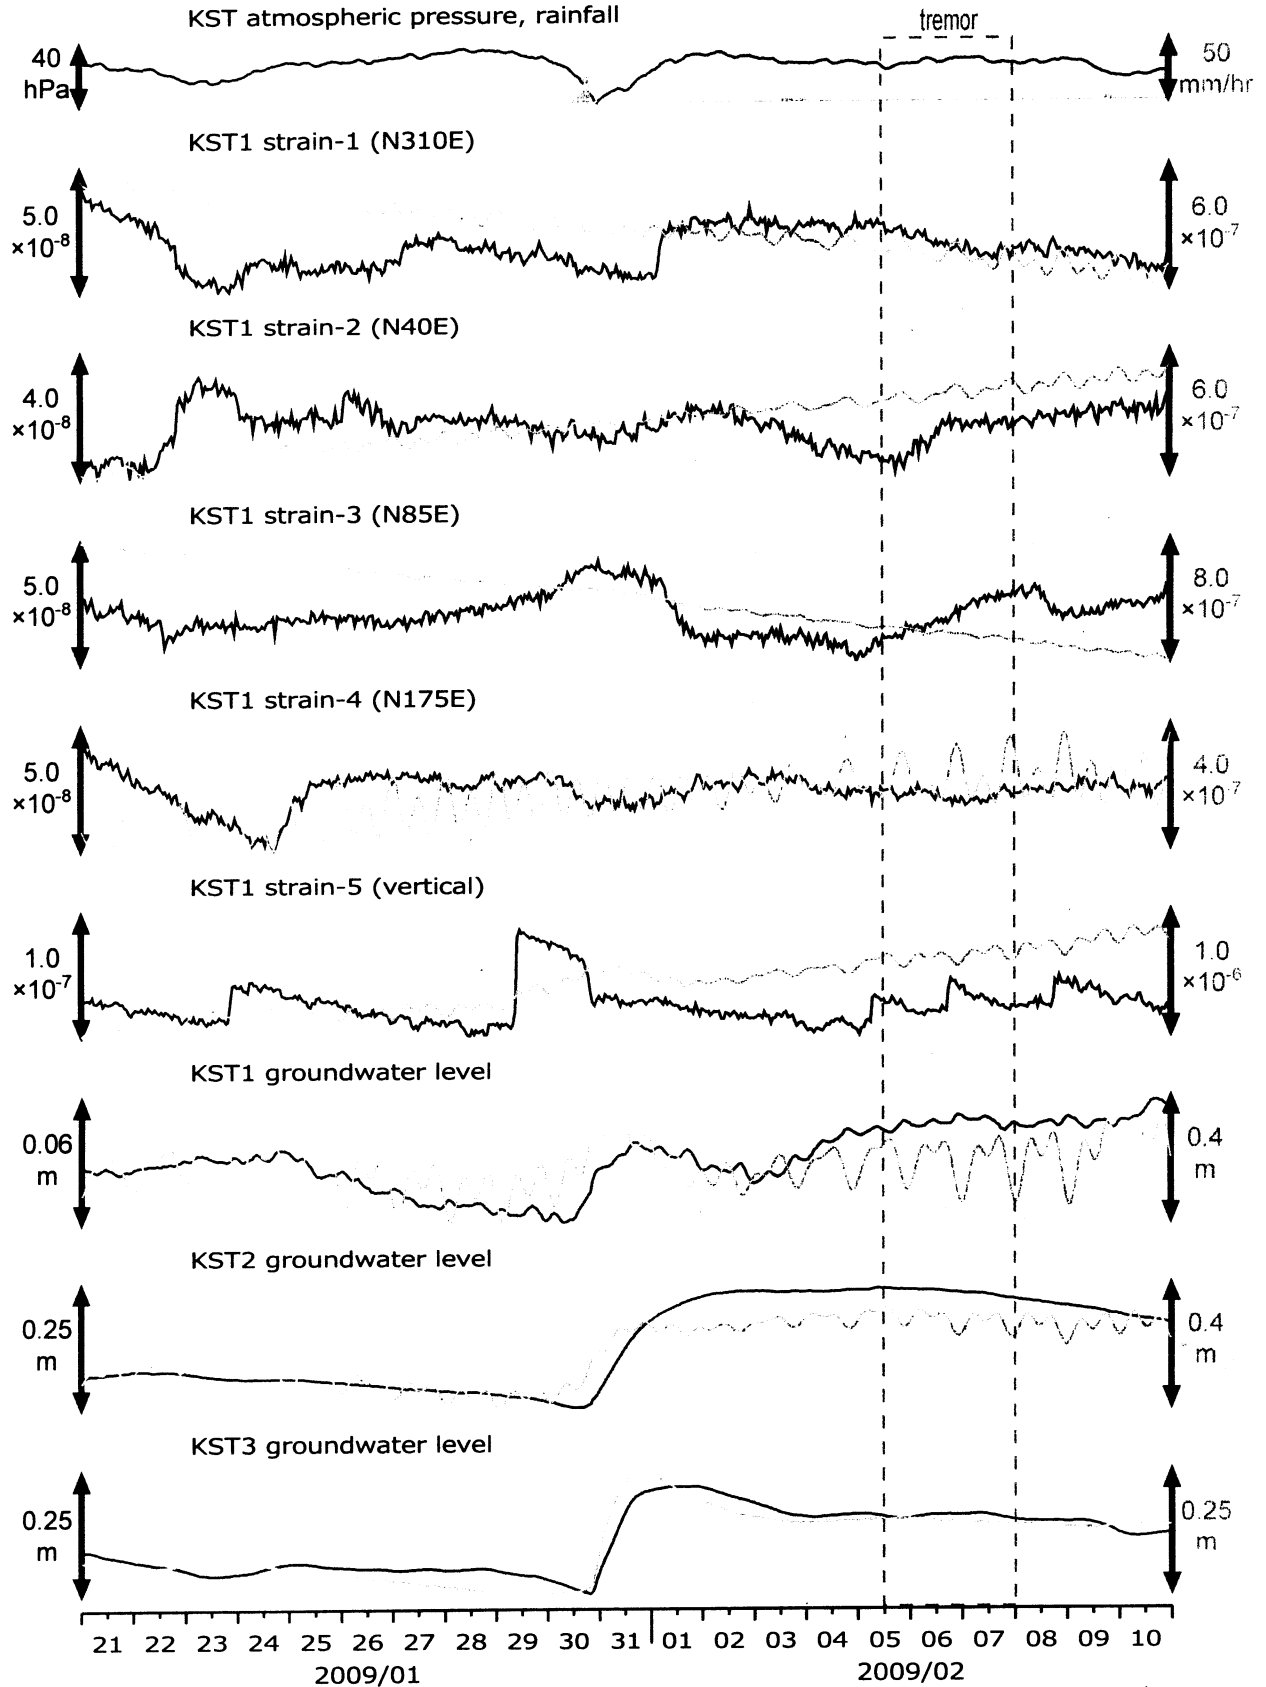 KST atmospheric pressure, rainfall
tremor
40
hPa
50
mm/hr
KST1 strain-1 (N310E)
5.0
×10-8
6.0
×10-7
KST1 strain-2 (N40E)
4.0
×10-8
6.0
×10-7
KST1 strain-3 (N85E)
5.0
×10-8
8.0
×10-7
KST1 strain-4 (N175E)
5.0
×10-8
4.0
×10-7
KST1 strain-5 (vertical)
1.0
×10-7
1.0
×10-6
KST1 groundwater level
0.06
m
0.4
m
KST2 groundwater level
0.25
m
0.4
m
KST3 groundwater level
0.25
m
0.25
m
21 22 23 24 25 26 27 28 29 30 31 01 02 03 04 05 06 07 08 09 10
2009/01 2009/02